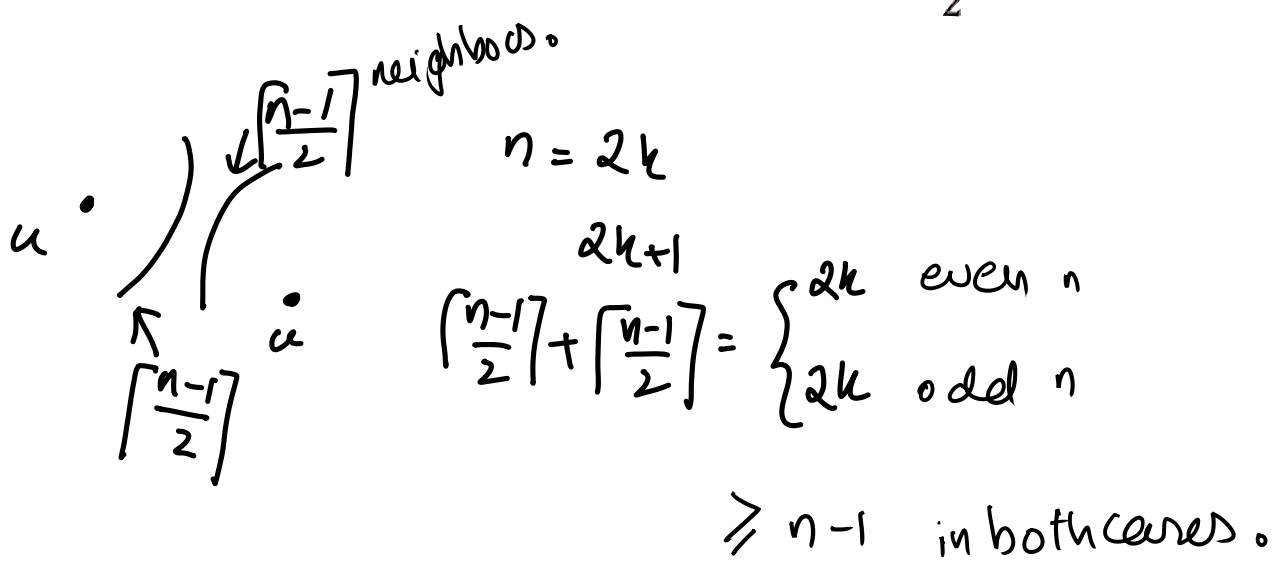 2
⌈n-1/2⌉ neighbors.
n = 2k
u
2k+1
u
⌈n-1/2⌉ + ⌈n-1/2⌉ = { 2k even n
2k odd n
⌈n-1/2⌉
≥ n-1 in both cases.